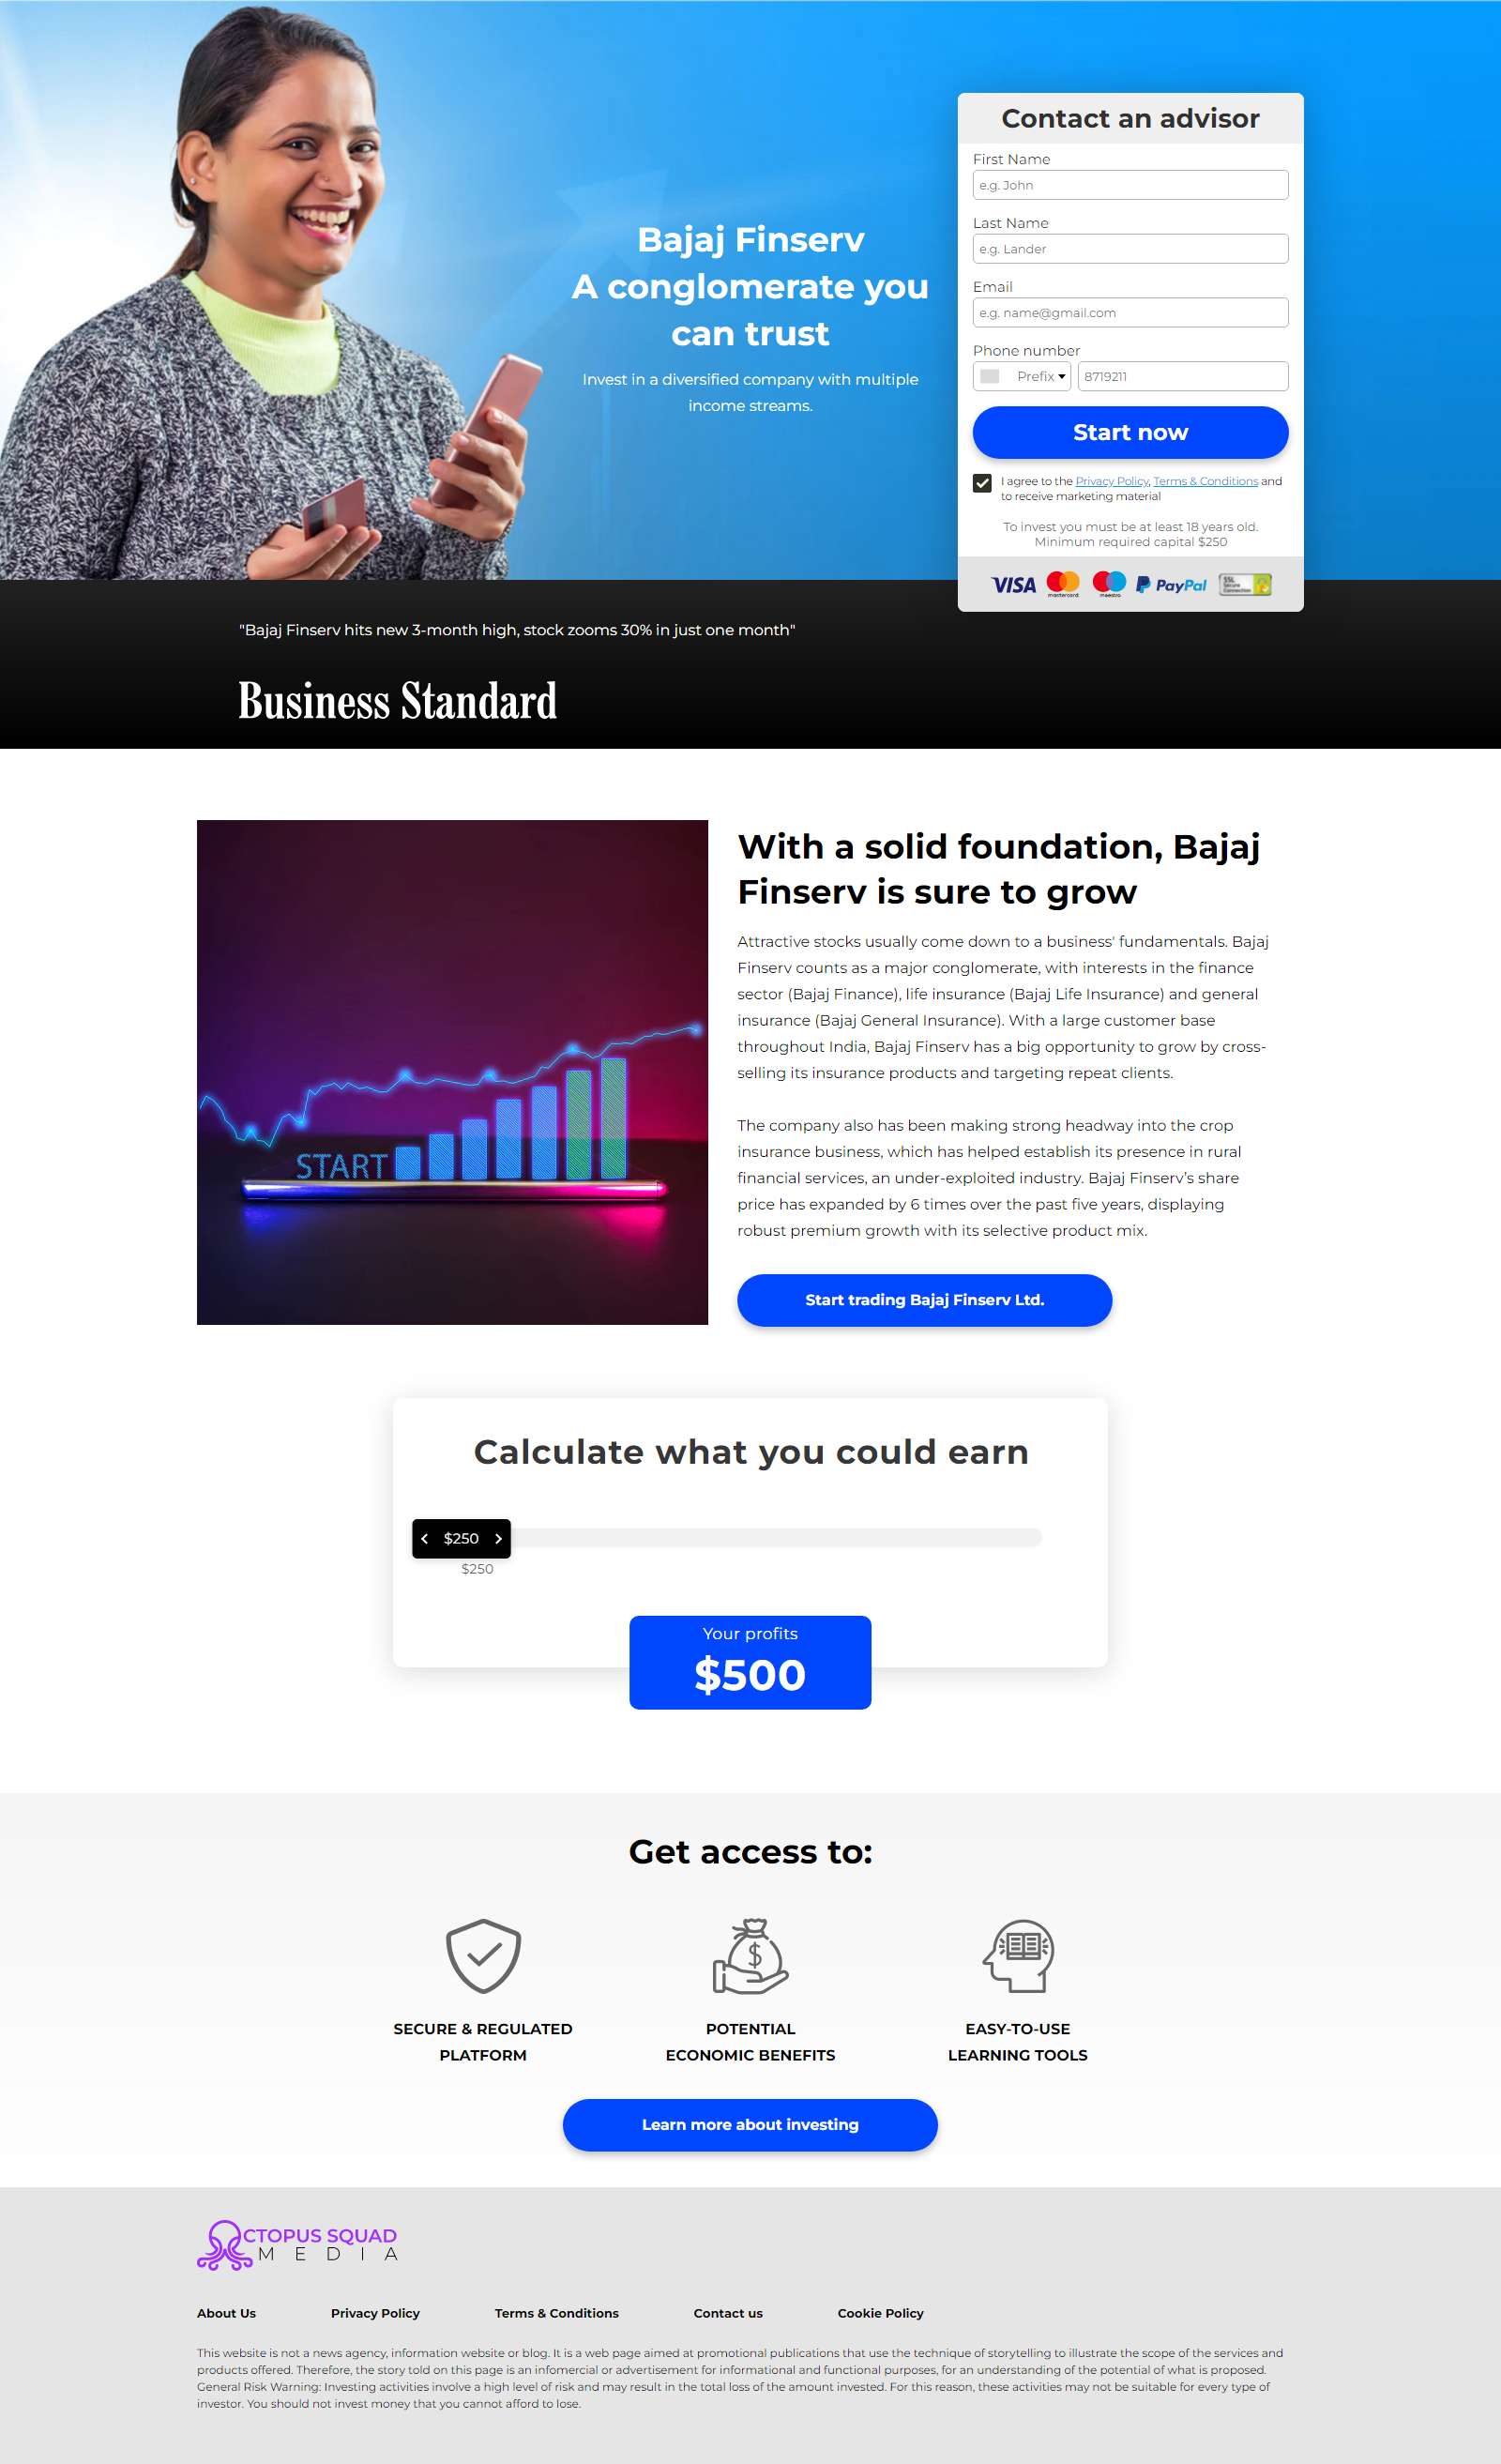 Bajaj Finserv
A conglomerate you
can trust
Invest in a diversified company with multiple
income streams.
Contact an advisor
First Name
e.g. John
Last Name
e.g. Lander
Email
e.g. name@gmail.com
Phone number
Prefix
8719211
Start now
I agree to the Privacy Policy, Terms & Conditions and
to receive marketing material
To invest you must be at least 18 years old.
Minimum required capital $250
VISA mastercard maestro PayPal SSL Secure Connection
"Bajaj Finserv hits new 3-month high, stock zooms 30% in just one month"
Business Standard
START
With a solid foundation, Bajaj
Finserv is sure to grow
Attractive stocks usually come down to a business' fundamentals. Bajaj
Finserv counts as a major conglomerate, with interests in the finance
sector (Bajaj Finance), life insurance (Bajaj Life Insurance) and general
insurance (Bajaj General Insurance). With a large customer base
throughout India, Bajaj Finserv has a big opportunity to grow by cross-
selling its insurance products and targeting repeat clients.
The company also has been making strong headway into the crop
insurance business, which has helped establish its presence in rural
financial services, an under-exploited industry. Bajaj Finserv’s share
price has expanded by 6 times over the past five years, displaying
robust premium growth with its selective product mix.
Start trading Bajaj Finserv Ltd.
Calculate what you could earn
$250
$250
Your profits
$500
Get access to:
SECURE & REGULATED
PLATFORM
POTENTIAL
ECONOMIC BENEFITS
EASY-TO-USE
LEARNING TOOLS
Learn more about investing
CTOPUS SQUAD
MEDIA
About Us
Privacy Policy
Terms & Conditions
Contact us
Cookie Policy
This website is not a news agency, information website or blog. It is a web page aimed at promotional publications that use the technique of storytelling to illustrate the scope of the services and
products offered. Therefore, the story told on this page is an infomercial or advertisement for informational and functional purposes, for an understanding of the potential of what is proposed.
General Risk Warning: Investing activities involve a high level of risk and may result in the total loss of the amount invested. For this reason, these activities may not be suitable for every type of
investor. You should not invest money that you cannot afford to lose.